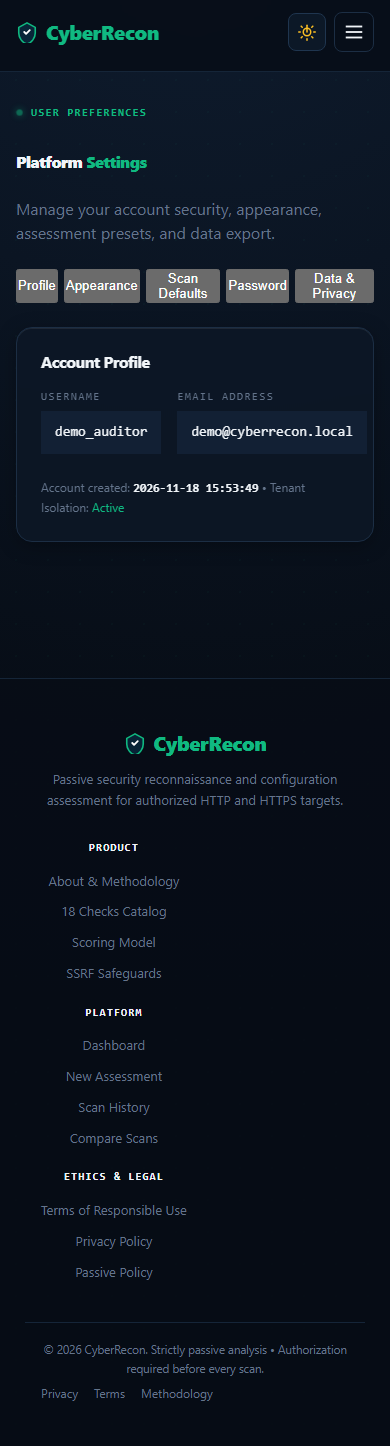 CyberRecon
USER PREFERENCES
Platform Settings
Manage your account security, appearance,
assessment presets, and data export.
Profile
Appearance
Scan
Defaults
Password
Data &
Privacy
Account Profile
USERNAME
EMAIL ADDRESS
demo_auditor
demo@cyberrecon.local
Account created: 2026-11-18 15:53:49 • Tenant
Isolation: Active
CyberRecon
Passive security reconnaissance and configuration
assessment for authorized HTTP and HTTPS targets.
PRODUCT
About & Methodology
18 Checks Catalog
Scoring Model
SSRF Safeguards
PLATFORM
Dashboard
New Assessment
Scan History
Compare Scans
ETHICS & LEGAL
Terms of Responsible Use
Privacy Policy
Passive Policy
© 2026 CyberRecon. Strictly passive analysis • Authorization
required before every scan.
Privacy Terms Methodology